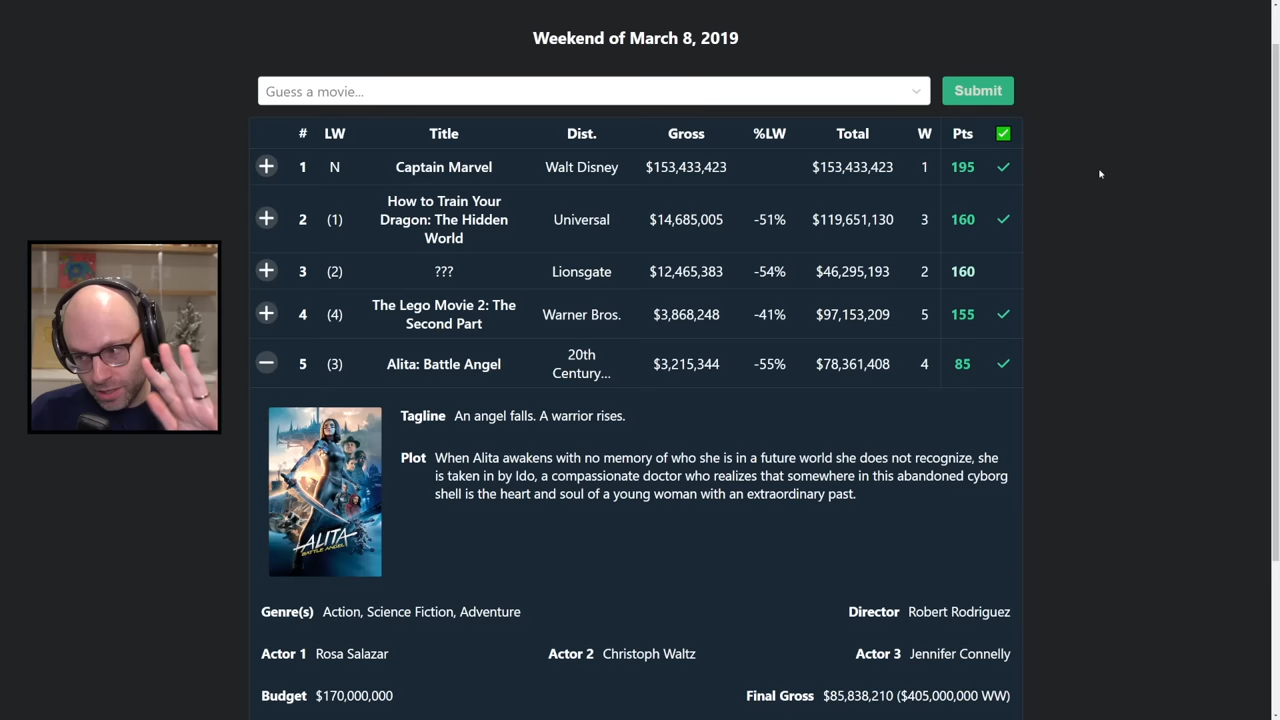 Weekend of March 8, 2019
Guess a movie...
Submit
# LW Title Dist. Gross %LW Total W Pts
1 N Captain Marvel Walt Disney $153,433,423 $153,433,423 1 195
How to Train Your
2 (1) Dragon: The Hidden Universal $14,685,005 -51% $119,651,130 3 160
World
3 (2) ??? Lionsgate $12,465,383 -54% $46,295,193 2 160
The Lego Movie 2: The
4 (4) Warner Bros. $3,868,248 -41% $97,153,209 5 155
Second Part
20th
5 (3) Alita: Battle Angel $3,215,344 -55% $78,361,408 4 85
Century...
Tagline An angel falls. A warrior rises.
Plot When Alita awakens with no memory of who she is in a future world she does not recognize, she
is taken in by Ido, a compassionate doctor who realizes that somewhere in this abandoned cyborg
shell is the heart and soul of a young woman with an extraordinary past.
ALITA
BATTLE ANGEL
Genre(s) Action, Science Fiction, Adventure
Director Robert Rodriguez
Actor 1 Rosa Salazar
Actor 2 Christoph Waltz
Actor 3 Jennifer Connelly
Budget $170,000,000
Final Gross $85,838,210 ($405,000,000 WW)